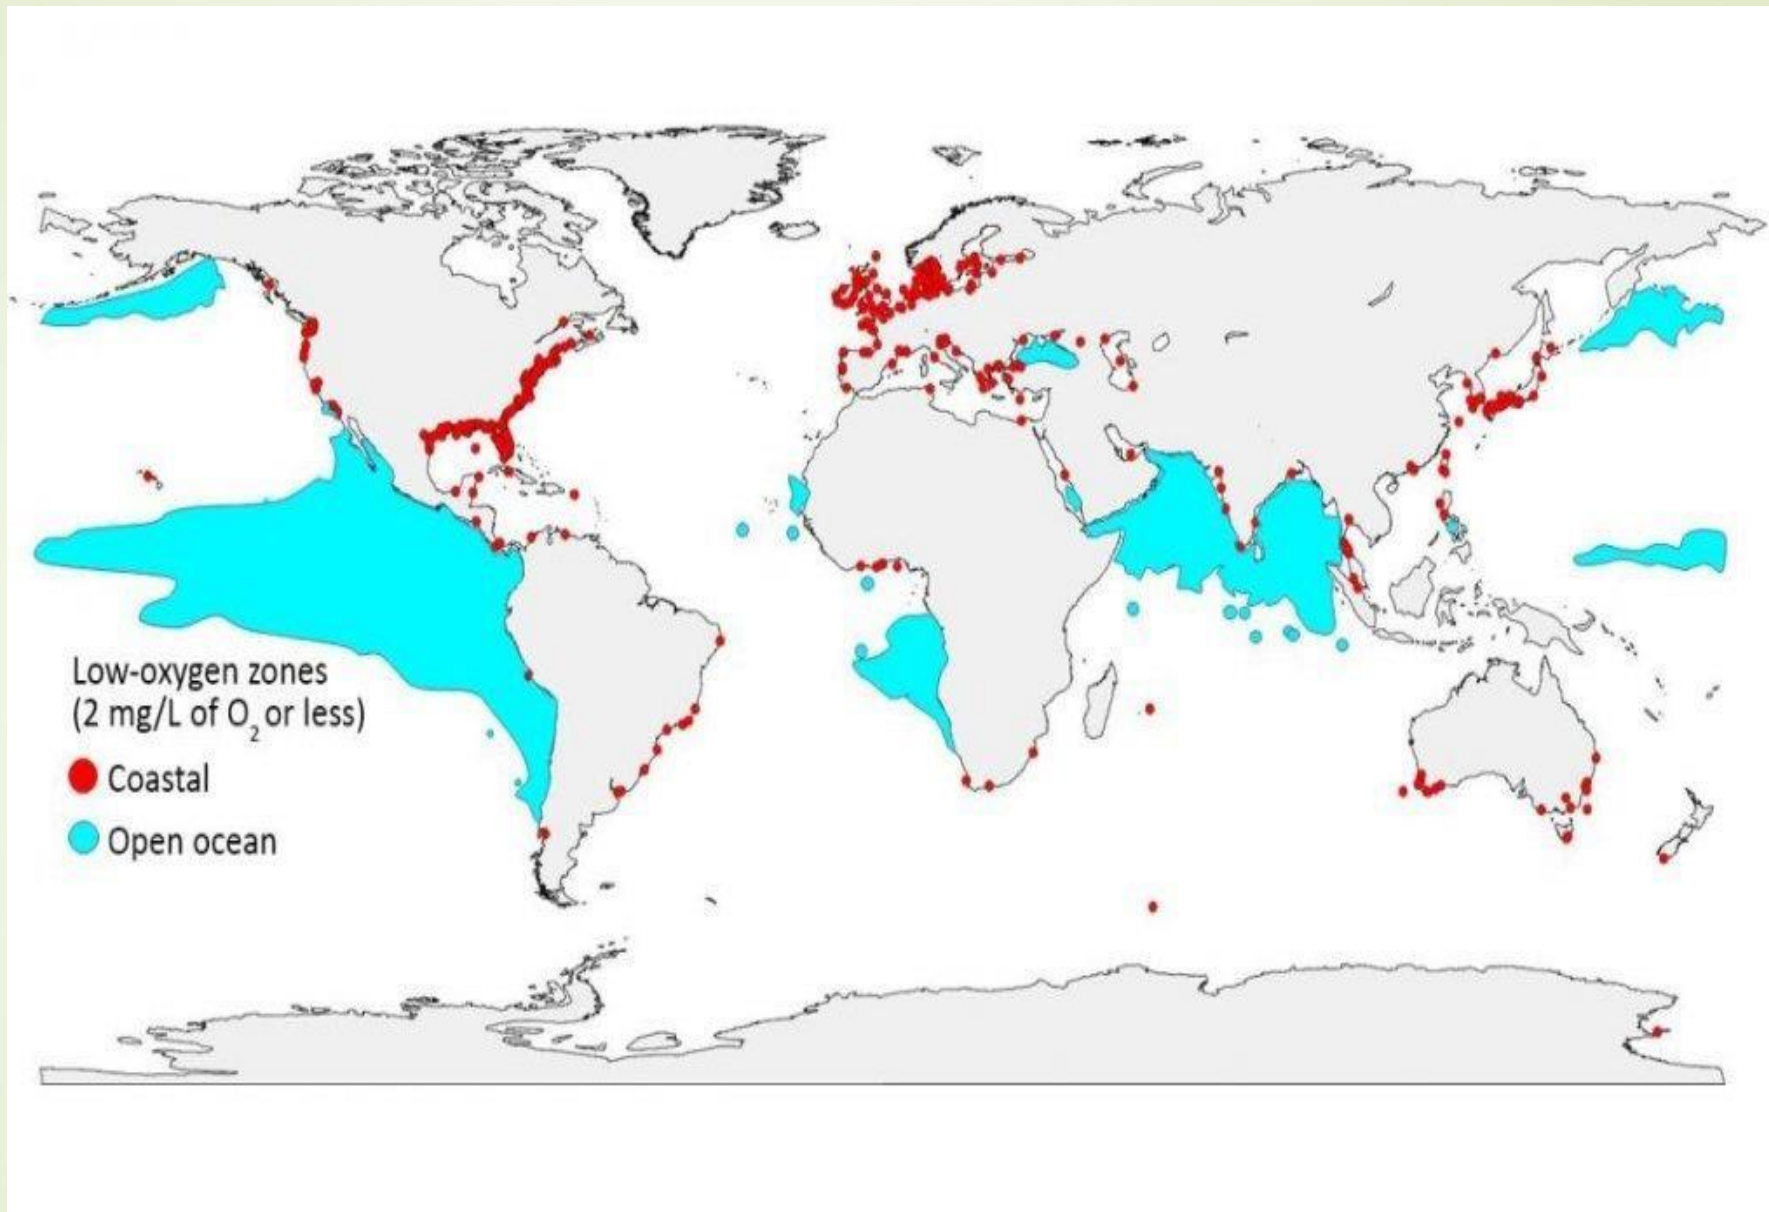 Low-oxygen zones
(2 mg/L of O₂ or less)
Coastal
Open ocean